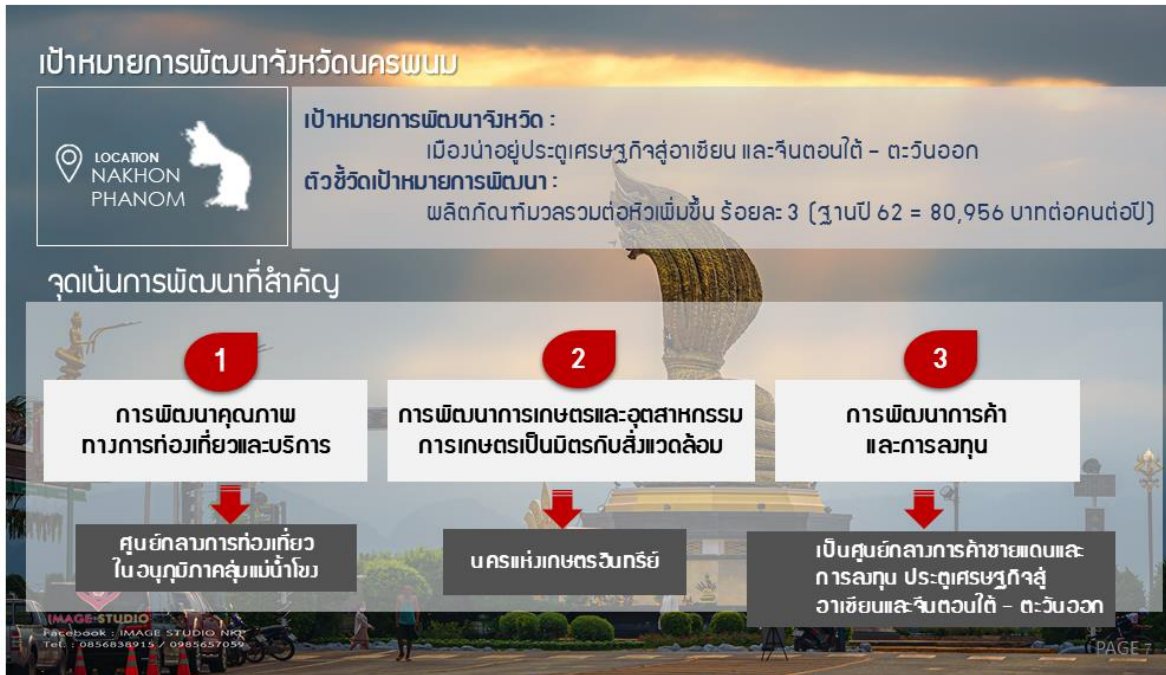 เป้าหมายการพัฒนาจังหวัดนครพนม
LOCATION
NAKHON
PHANOM
เป้าหมายการพัฒนาจังหวัด :
เมืองน่าอยู่ประตูเศรษฐกิจสู่อาเซียน และจีนตอนใต้ – ตะวันออก
ตัวชี้วัดเป้าหมายการพัฒนา :
ผลิตภัณฑ์มวลรวมต่อหัวเพิ่มขึ้น ร้อยละ 3 (ฐานปี 62 = 80,956 บาทต่อคนต่อปี)
จุดเน้นการพัฒนาที่สำคัญ
1
การพัฒนาคุณภาพ
ทางการท่องเที่ยวและบริการ
ศูนย์กลางการท่องเที่ยว
ในอนุภูมิภาคลุ่มแม่น้ำโขง
2
การพัฒนาการเกษตรและอุตสาหกรรม
การเกษตรเป็นมิตรกับสิ่งแวดล้อม
นครแห่งเกษตรอินทรีย์
3
การพัฒนาการค้า
และการลงทุน
เป็นศูนย์กลางการค้าชายแดนและ
การลงทุน ประตูเศรษฐกิจสู่
อาเซียนและจีนตอนใต้ – ตะวันออก
IMAGE-STUDIO
Facebook : IMAGE STUDIO NKP
Tel. : 0856838915 / 0985657059
PAGE 7